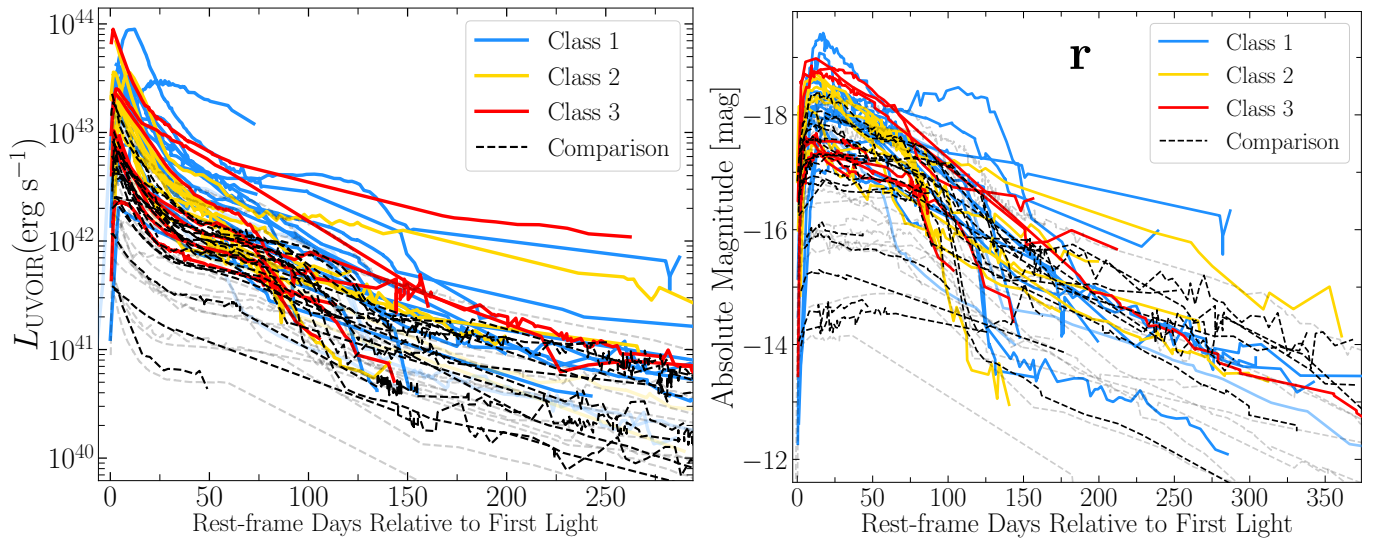 10^44
10^43
10^42
10^41
10^40
L_UVOIR(erg s^−1)
Class 1
Class 2
Class 3
Comparison
0 50 100 150 200 250
Rest-frame Days Relative to First Light
r
Class 1
Class 2
Class 3
Comparison
−18
−16
−14
−12
Absolute Magnitude [mag]
0 50 100 150 200 250 300 350
Rest-frame Days Relative to First Light